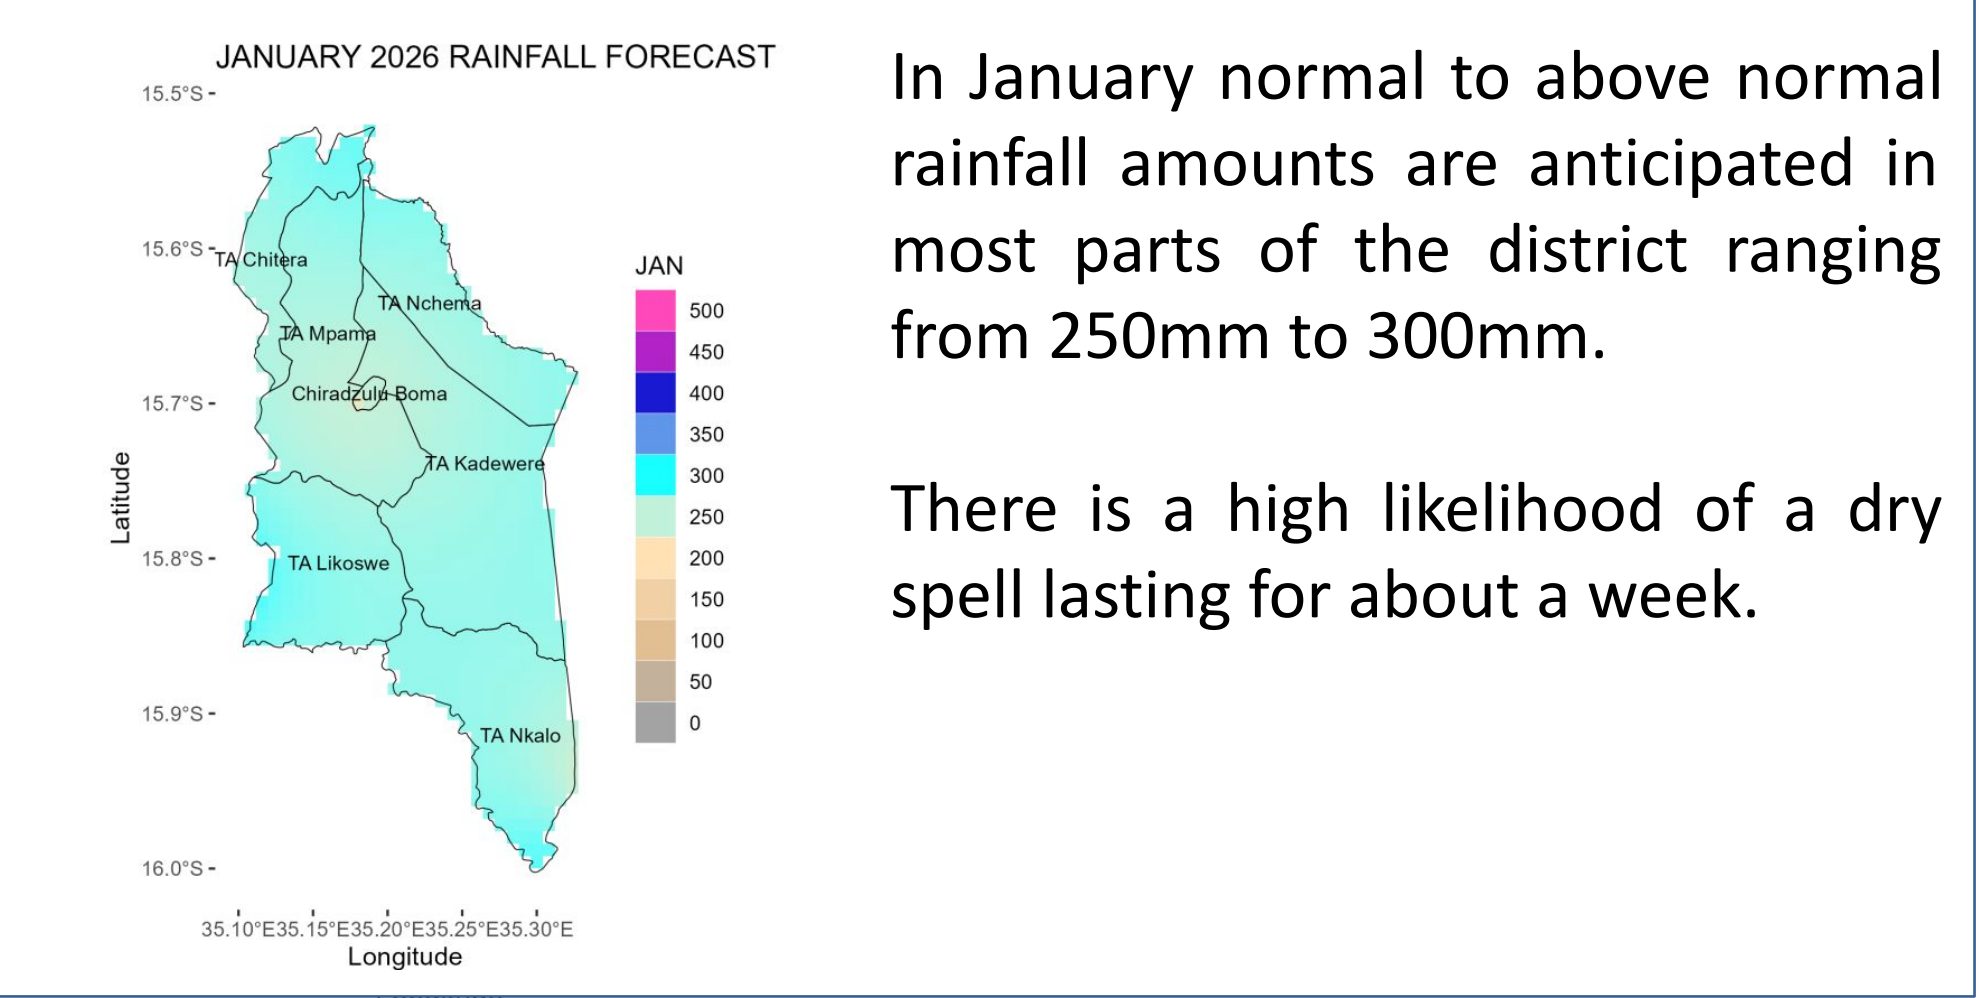 JANUARY 2026 RAINFALL FORECAST
15.5°S
15.6°S
15.7°S
15.8°S
15.9°S
16.0°S
Latitude
TA Chitera
TA Nchema
TA Mpama
Chiradzulu Boma
TA Kadewere
TA Likoswe
TA Nkalo
35.10°E35.15°E35.20°E35.25°E35.30°E
Longitude
JAN
500
450
400
350
300
250
200
150
100
50
0
In January normal to above normal
rainfall amounts are anticipated in
most parts of the district ranging
from 250mm to 300mm.
There is a high likelihood of a dry
spell lasting for about a week.